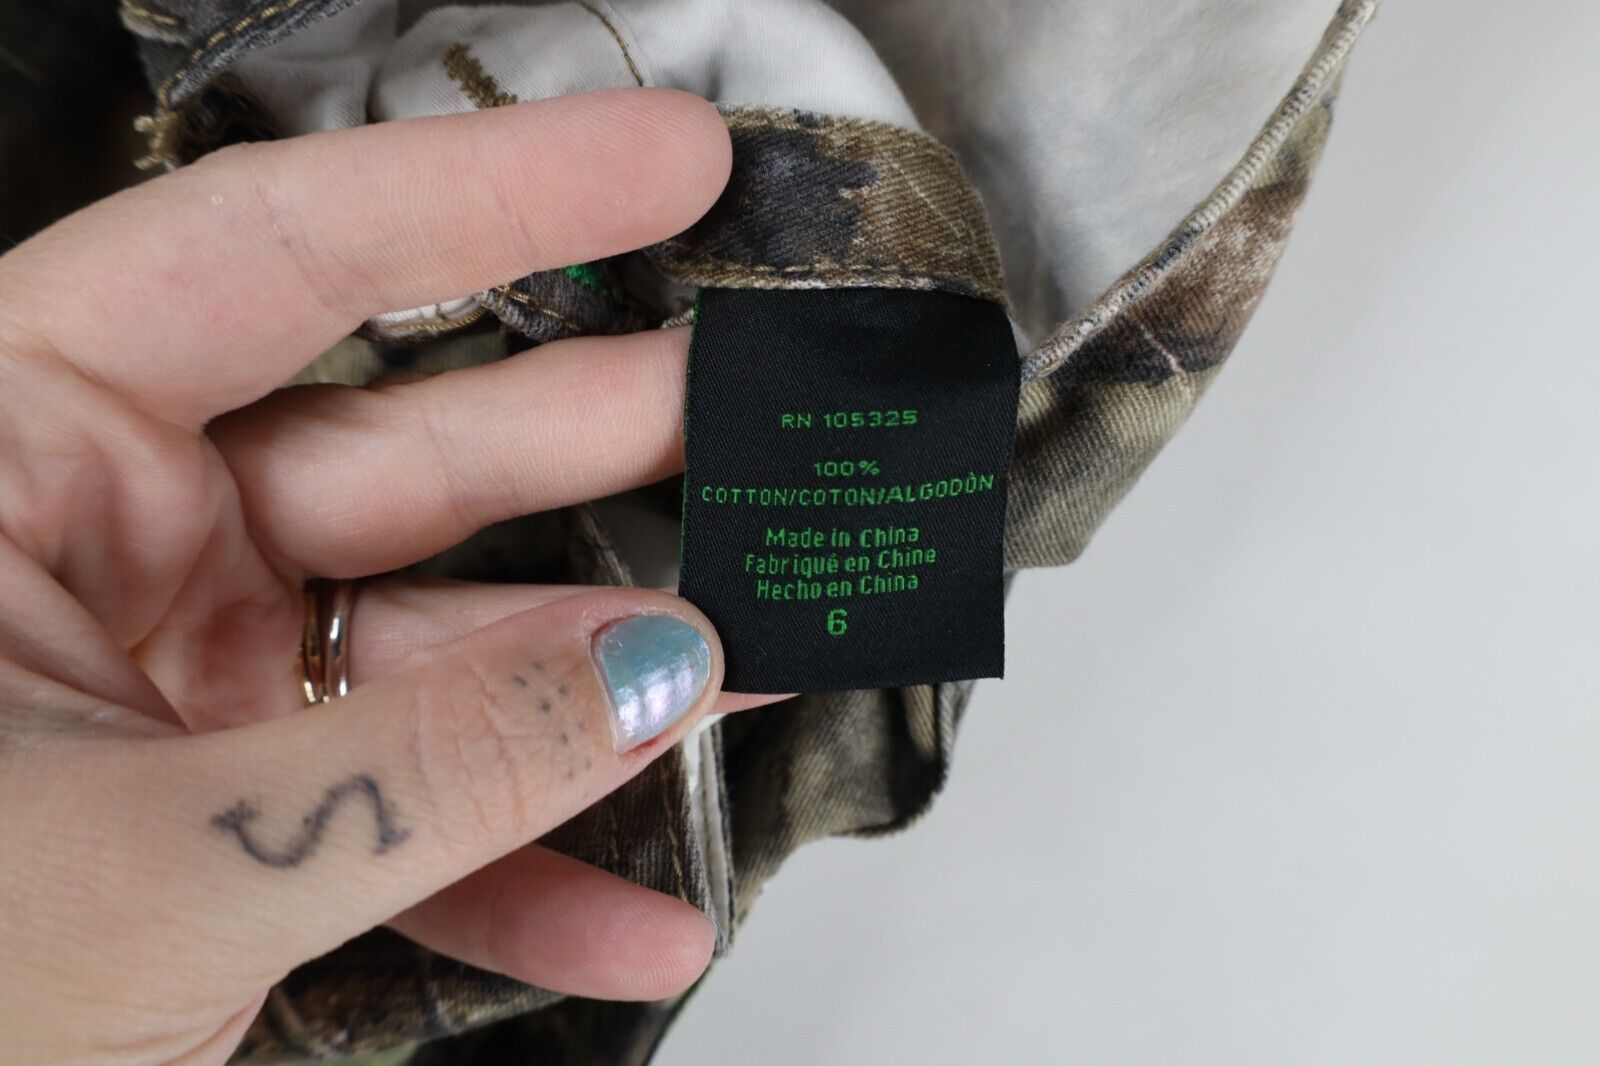 RN 105325
100%
COTTON/COTON/ALGODÒN
Made in China
Fabriqué en Chine
Hecho en China
6
S